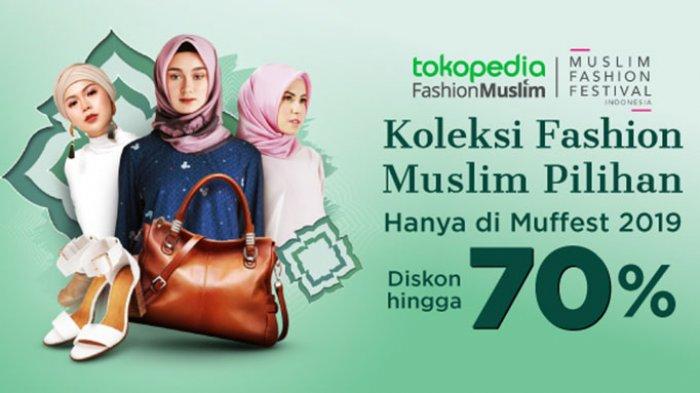 tokopedia
FashionMuslim
MUSLIM
FASHION
FESTIVAL
INDONESIA
Koleksi Fashion
Muslim Pilihan
Hanya di Muffest 2019
Diskon
hingga
70%